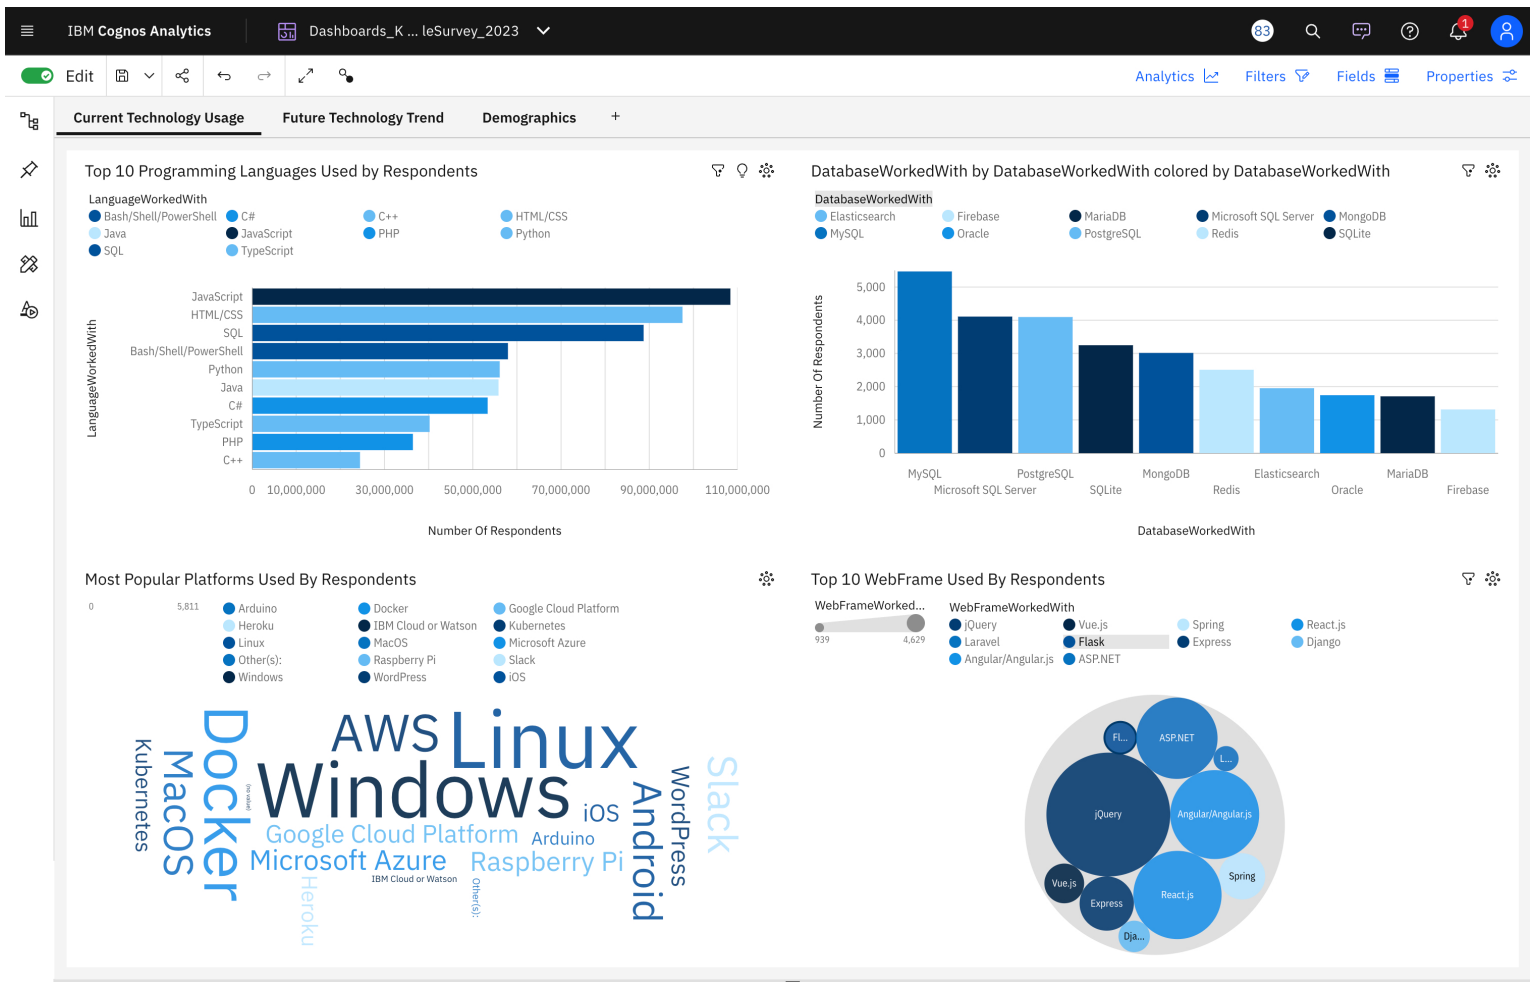 IBM Cognos Analytics
Dashboards_K ... leSurvey_2023
83
1
Edit
Analytics
Filters
Fields
Properties
Current Technology Usage
Future Technology Trend
Demographics
+
Top 10 Programming Languages Used by Respondents
LanguageWorkedWith
Bash/Shell/PowerShell C# C++ HTML/CSS
Java JavaScript PHP Python
SQL TypeScript
LanguageWorkedWith
JavaScript
HTML/CSS
SQL
Bash/Shell/PowerShell
Python
Java
C#
TypeScript
PHP
C++
0 10,000,000 30,000,000 50,000,000 70,000,000 90,000,000 110,000,000
Number Of Respondents
DatabaseWorkedWith by DatabaseWorkedWith colored by DatabaseWorkedWith
DatabaseWorkedWith
Elasticsearch Firebase MariaDB Microsoft SQL Server MongoDB
MySQL Oracle PostgreSQL Redis SQLite
Number Of Respondents
5,000
4,000
3,000
2,000
1,000
0
MySQL PostgreSQL MongoDB Elasticsearch MariaDB
Microsoft SQL Server SQLite Redis Oracle Firebase
DatabaseWorkedWith
Most Popular Platforms Used By Respondents
0 5,811
Arduino Docker Google Cloud Platform
Heroku IBM Cloud or Watson Kubernetes
Linux MacOS Microsoft Azure
Other(s): Raspberry Pi Slack
Windows WordPress iOS
Kubernetes
MacOS
Docker
(no value)
AWS
Linux
Windows
iOS
Google Cloud Platform
Arduino
Microsoft Azure
Raspberry Pi
IBM Cloud or Watson
Heroku
Other(s):
Android
WordPress
Slack
Top 10 WebFrame Used By Respondents
WebFrameWorked...
939 4,629
WebFrameWorkedWith
jQuery Vue.js Spring React.js
Laravel Flask Express Django
Angular/Angular.js ASP.NET
Fl...
ASP.NET
L...
jQuery
Angular/Angular.js
Vue.js
Spring
Express
React.js
Dja...